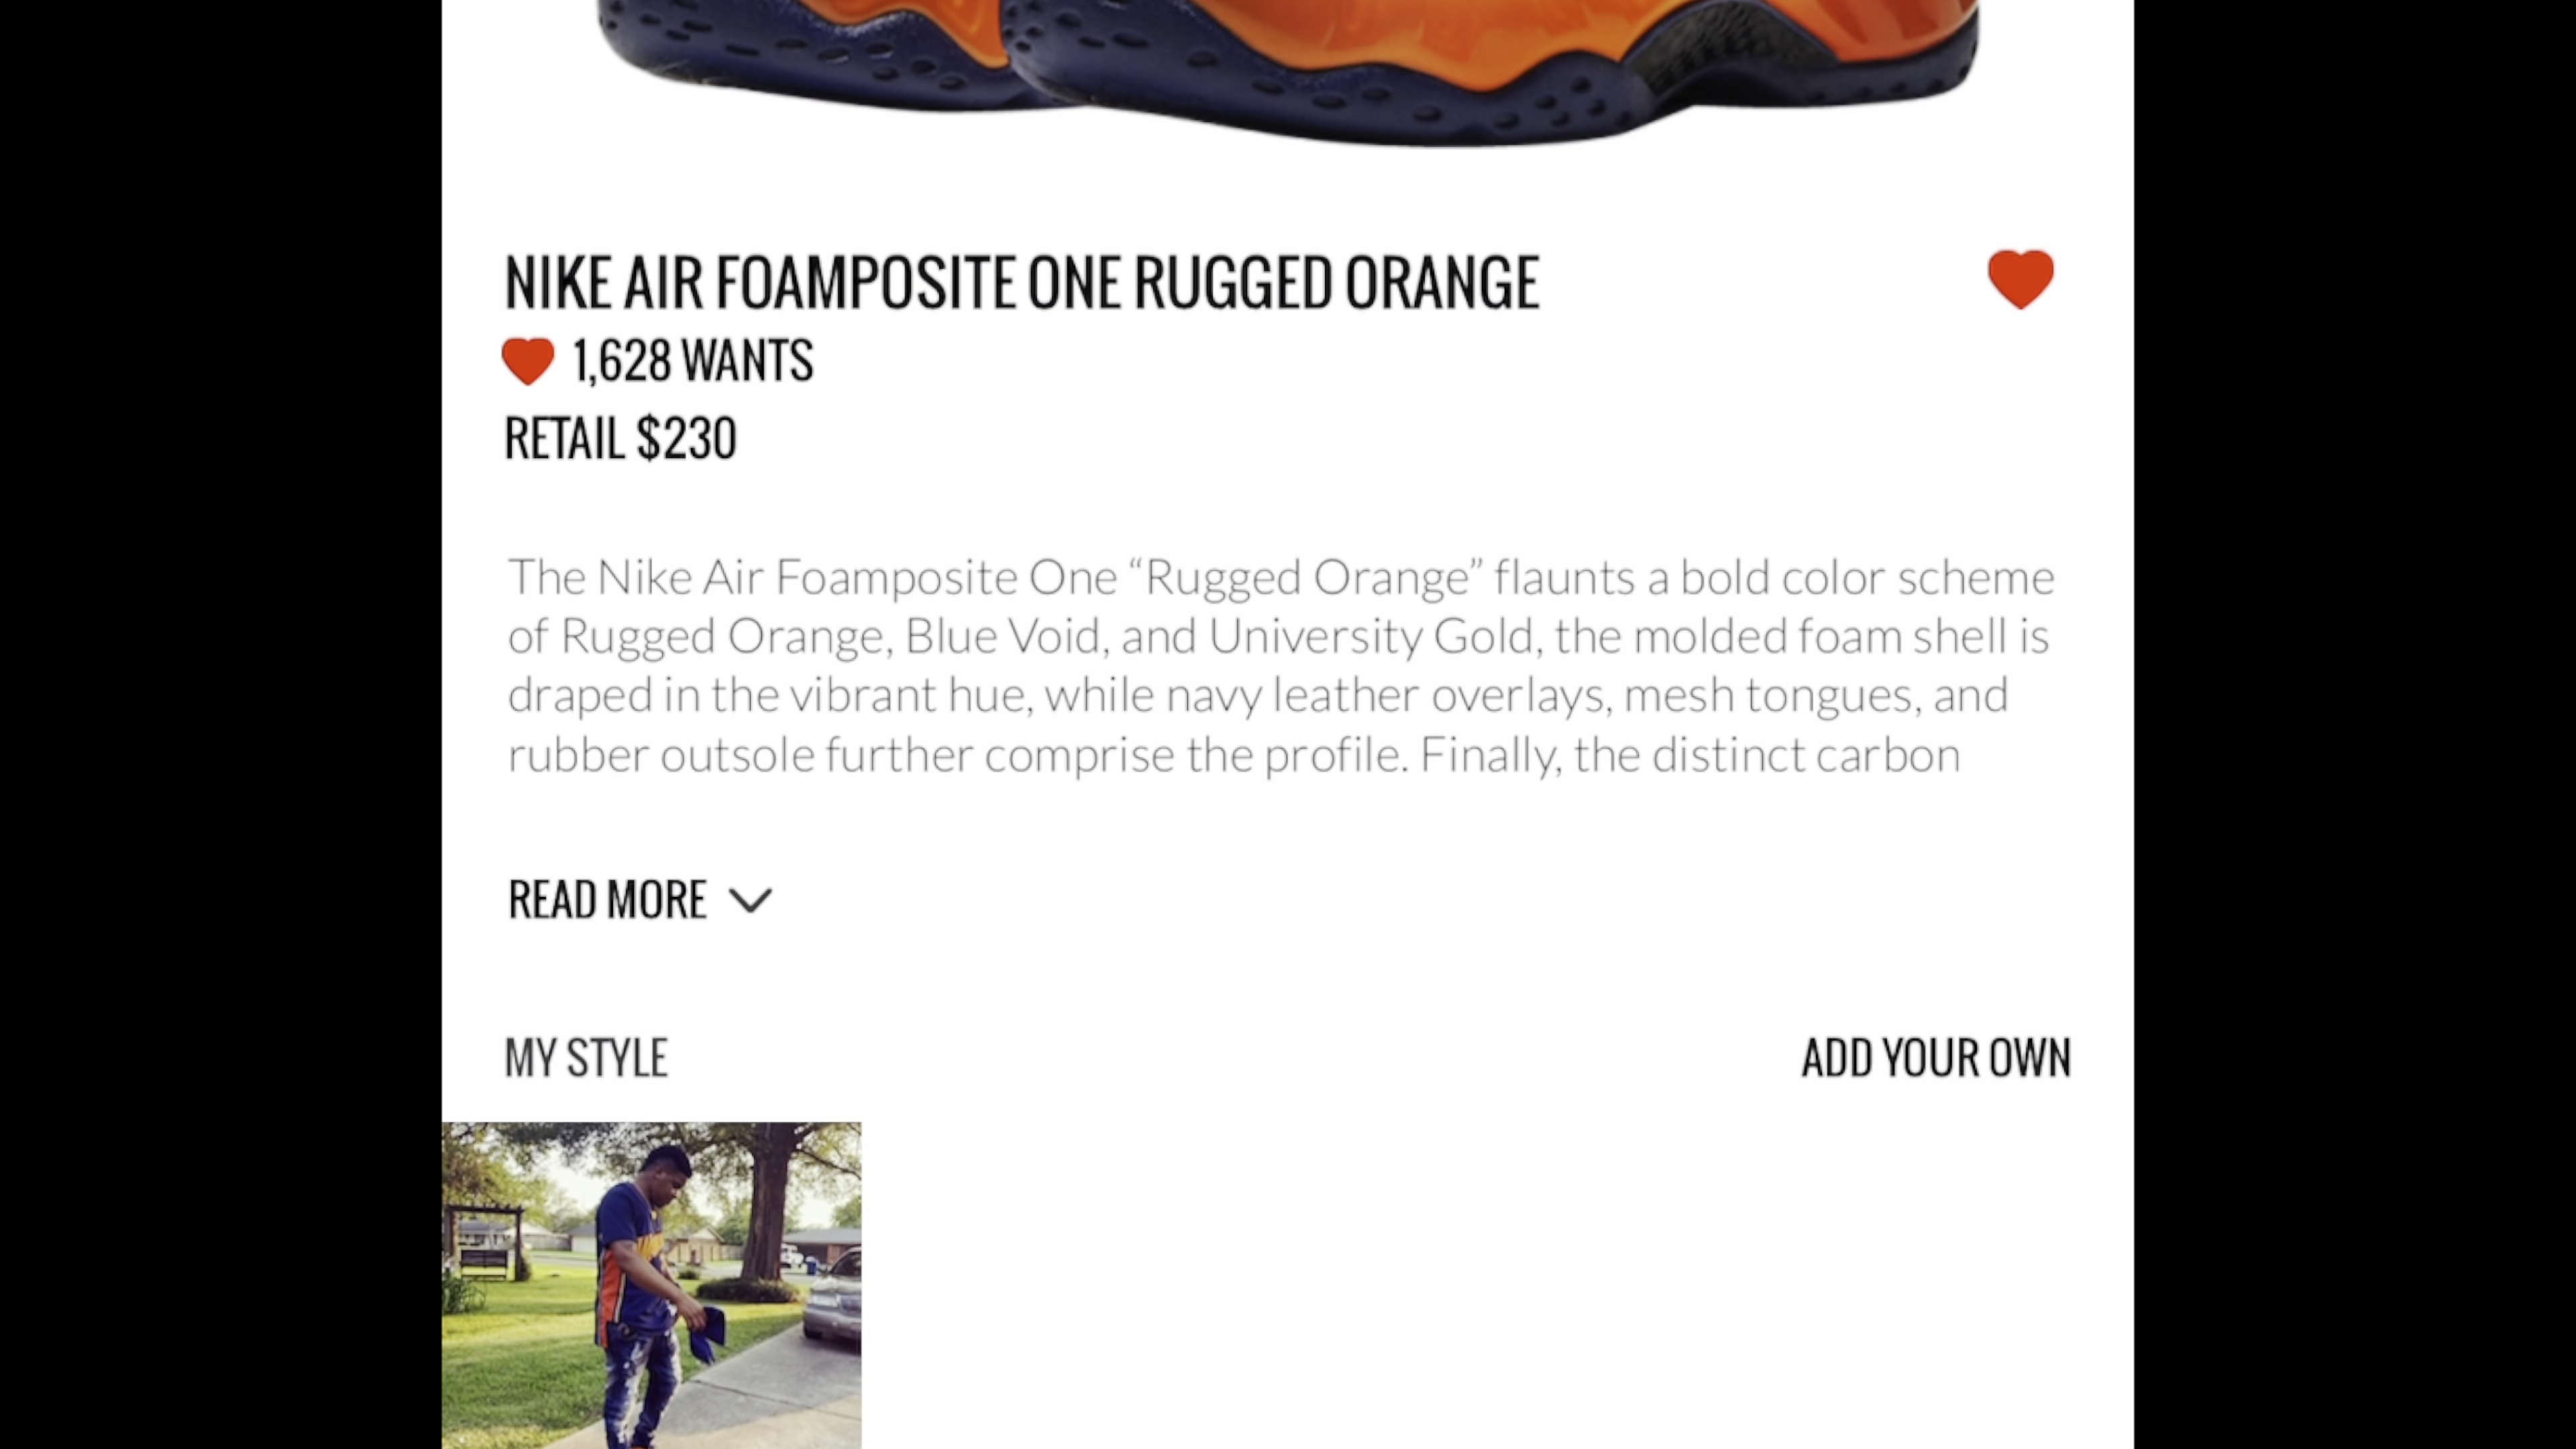 NIKE AIR FOAMPOSITE ONE RUGGED ORANGE
1,628 WANTS
RETAIL $230
The Nike Air Foamposite One “Rugged Orange” flaunts a bold color scheme
of Rugged Orange, Blue Void, and University Gold, the molded foam shell is
draped in the vibrant hue, while navy leather overlays, mesh tongues, and
rubber outsole further comprise the profile. Finally, the distinct carbon
READ MORE
MY STYLE
ADD YOUR OWN